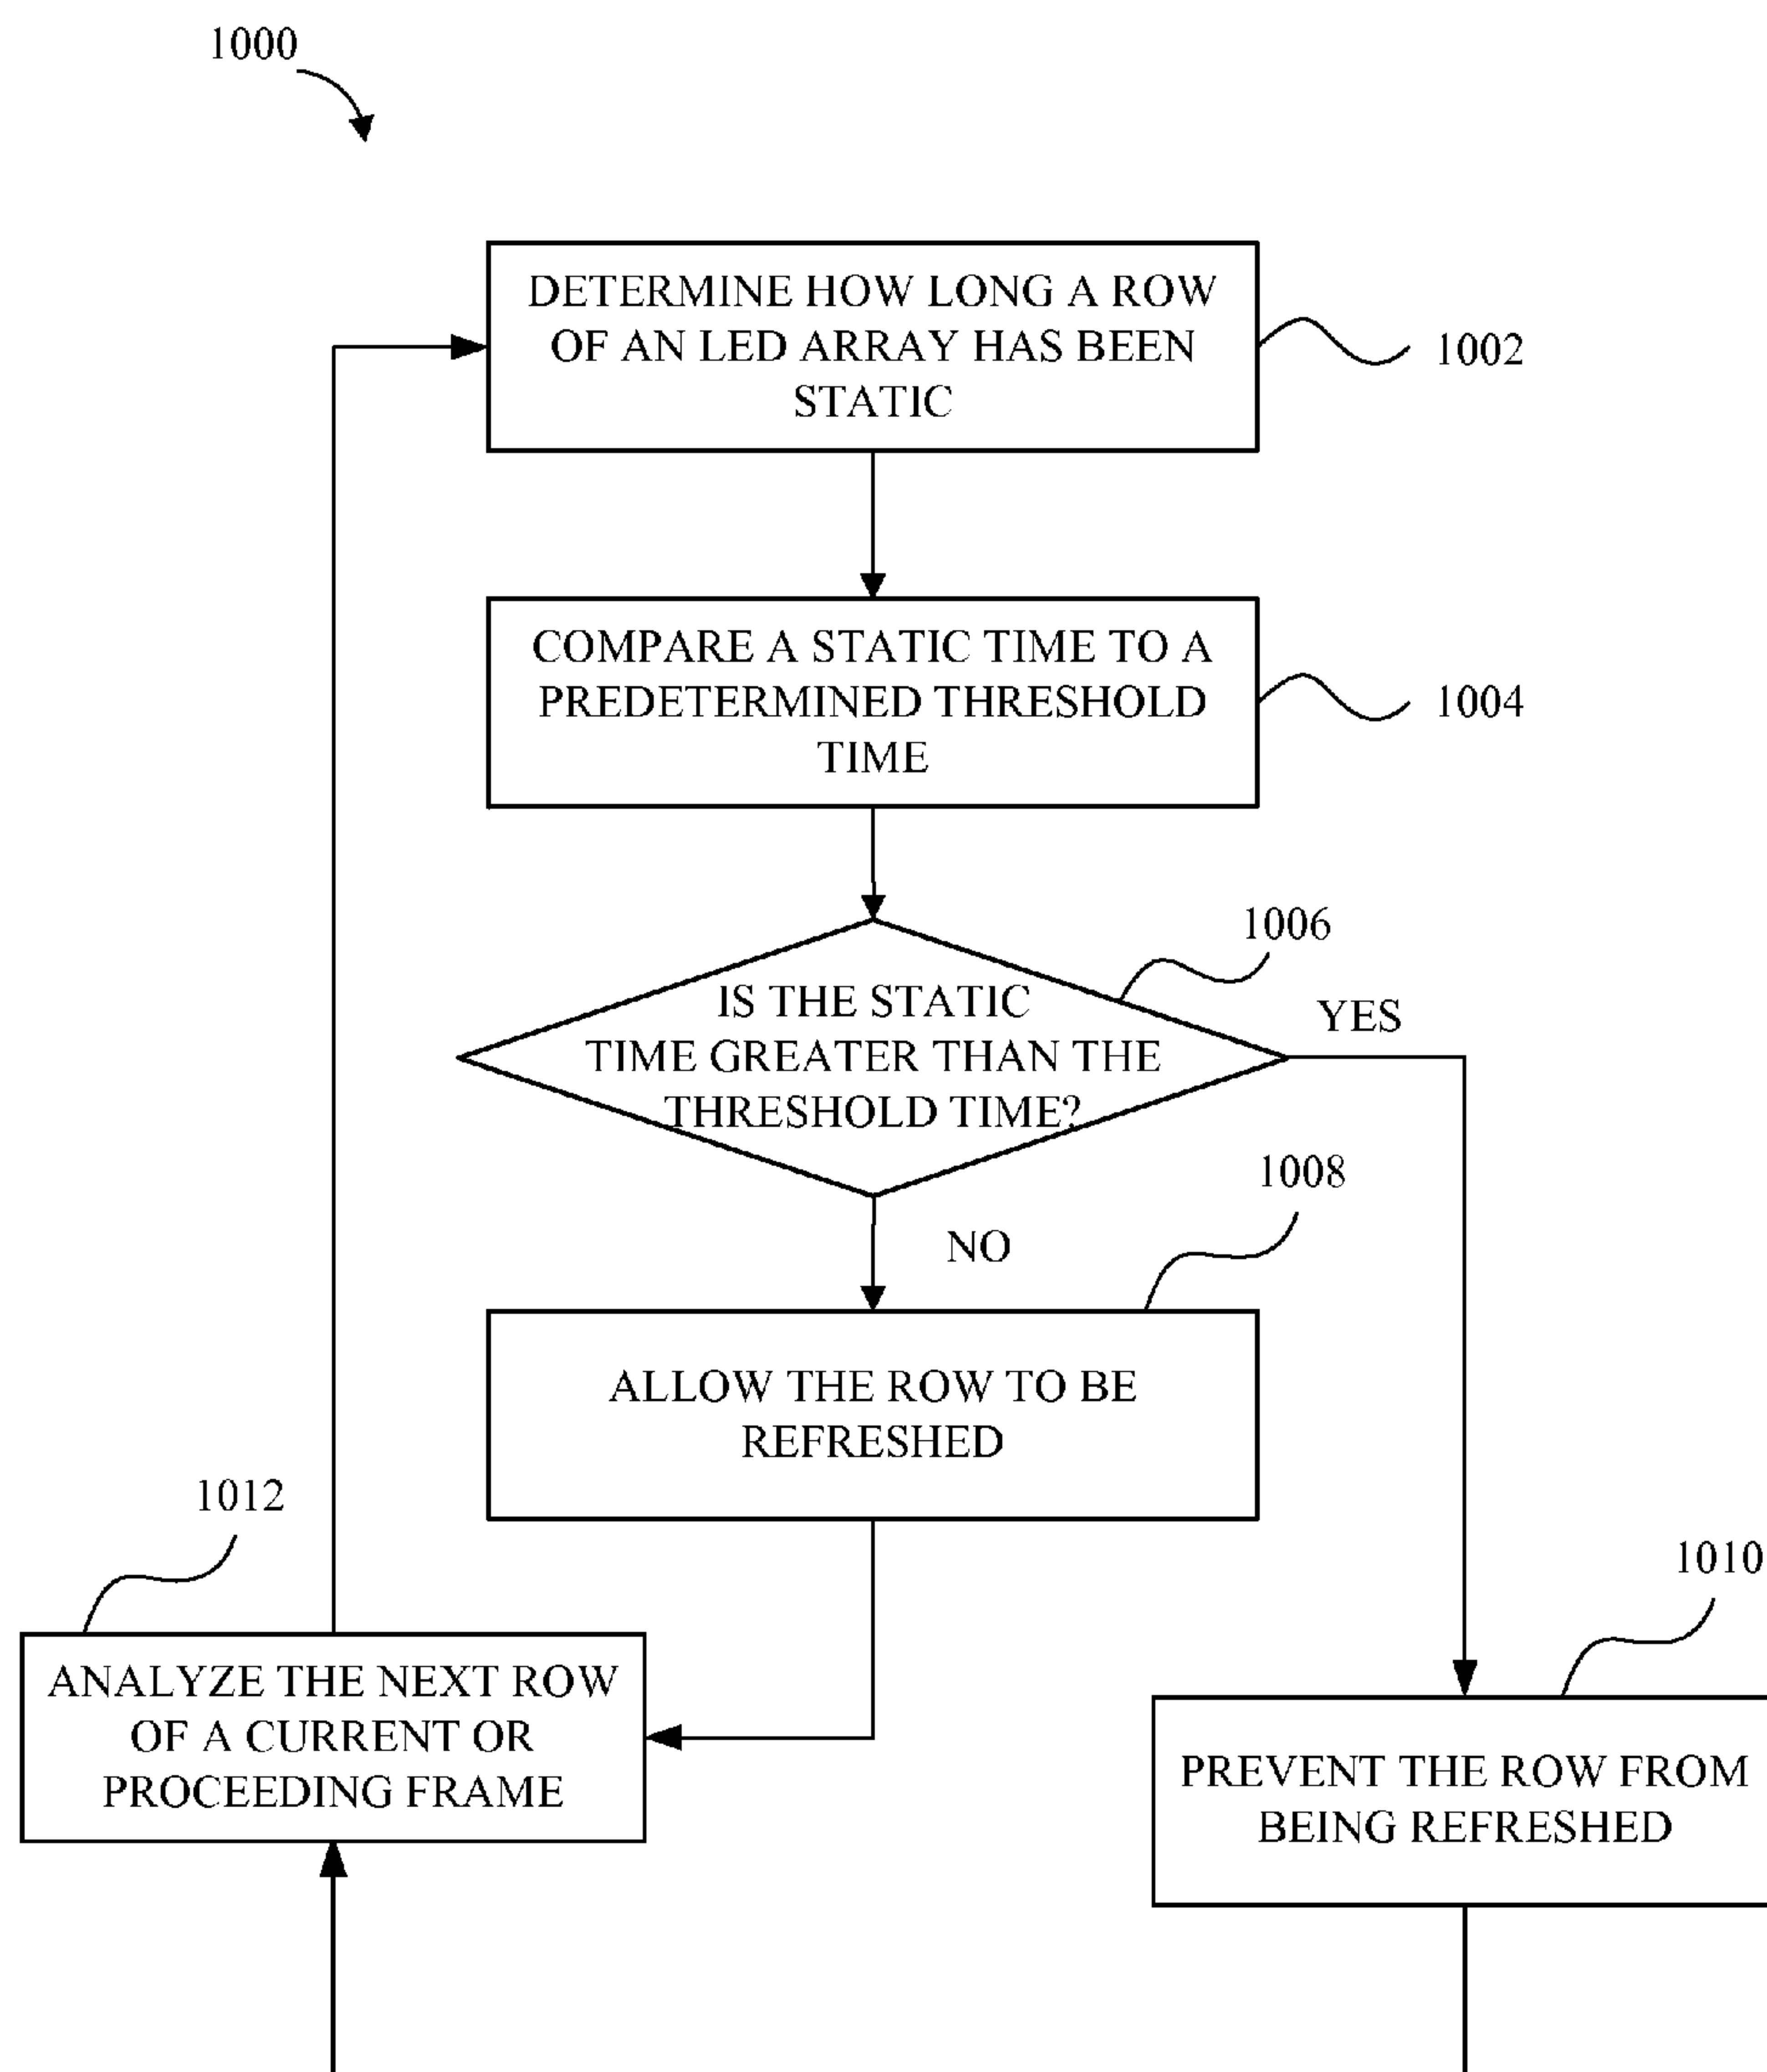 1000
DETERMINE HOW LONG A ROW
OF AN LED ARRAY HAS BEEN
STATIC
1002
COMPARE A STATIC TIME TO A
PREDETERMINED THRESHOLD
TIME
1004
1006
IS THE STATIC
TIME GREATER THAN THE
THRESHOLD TIME?
YES
NO
1008
ALLOW THE ROW TO BE
REFRESHED
1012
ANALYZE THE NEXT ROW
OF A CURRENT OR
PROCEEDING FRAME
1010
PREVENT THE ROW FROM
BEING REFRESHED